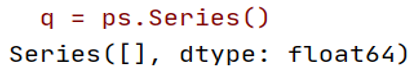 q = ps.Series()
Series([], dtype: float64)